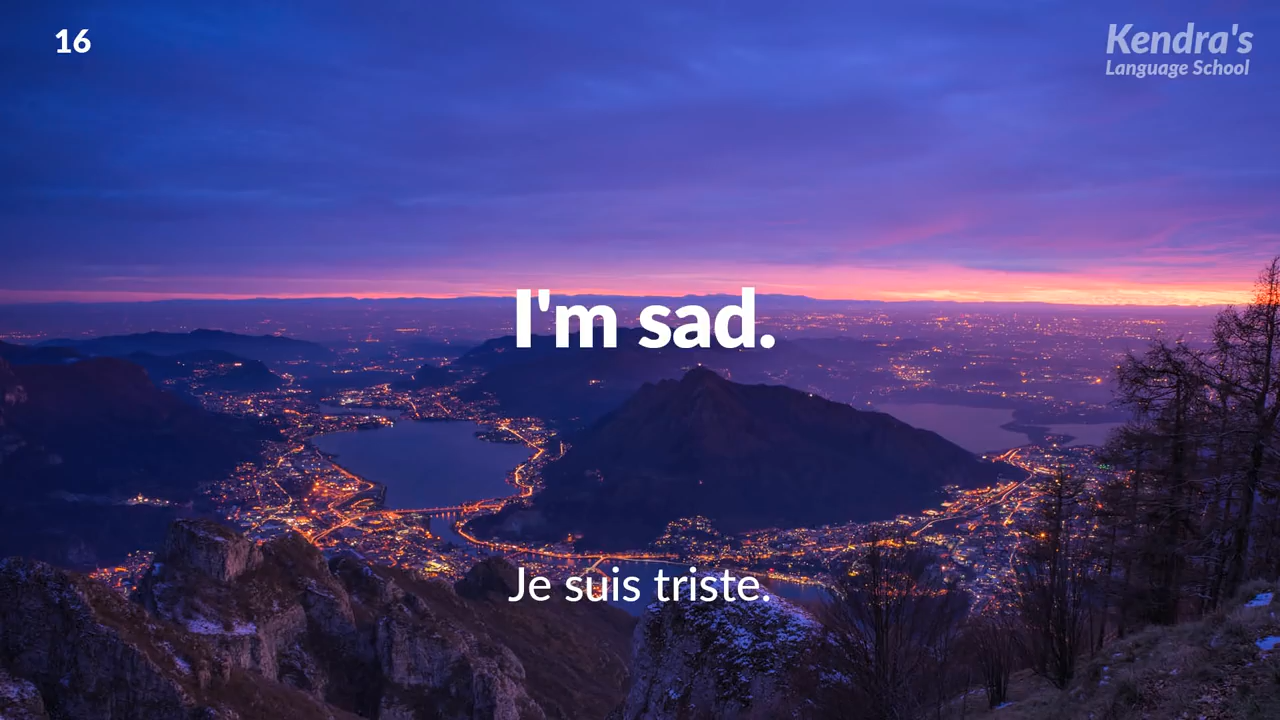 16
Kendra's
Language School
I'm sad.
Je suis triste.